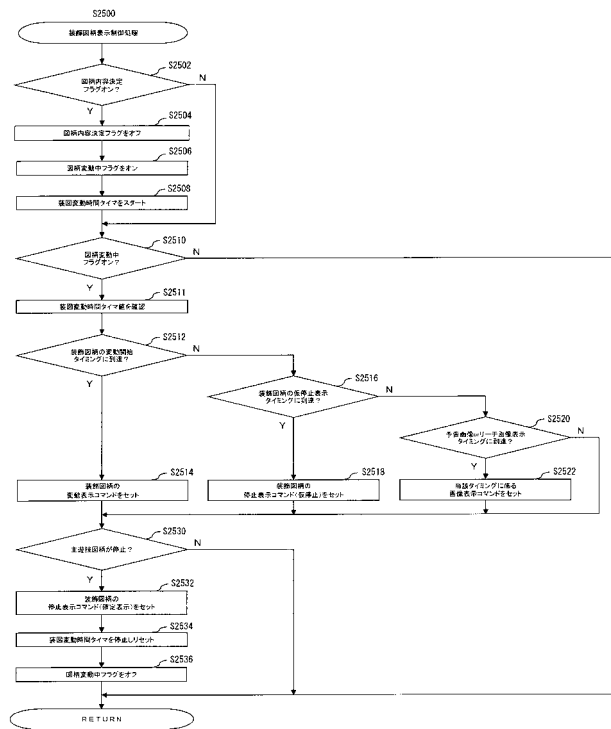 S2500
装飾図柄表示制御処理
S2502
図柄内容決定
フラグオン？
N
Y
S2504
図柄内容決定フラグをオフ
S2506
図柄変動中フラグをオン
S2508
装図変動時間タイマをスタート
S2510
図柄変動中
フラグオン？
N
Y
S2511
装図変動時間タイマ値を確認
S2512
装飾図柄の変動開始
タイミングに到達？
N
Y
S2516
装飾図柄の仮停止表示
タイミングに到達？
N
Y
S2520
予告画像orリーチ画像表示
タイミングに到達？
N
Y
S2514
装飾図柄の
変動表示コマンドをセット
S2518
装飾図柄の
停止表示コマンド(仮停止)をセット
S2522
当該タイミングに係る
画像表示コマンドをセット
S2530
主遊技図柄が停止？
N
Y
S2532
装飾図柄の
停止表示コマンド(確定表示)をセット
S2534
装図変動時間タイマを停止しリセット
S2536
図柄変動中フラグをオフ
RETURN